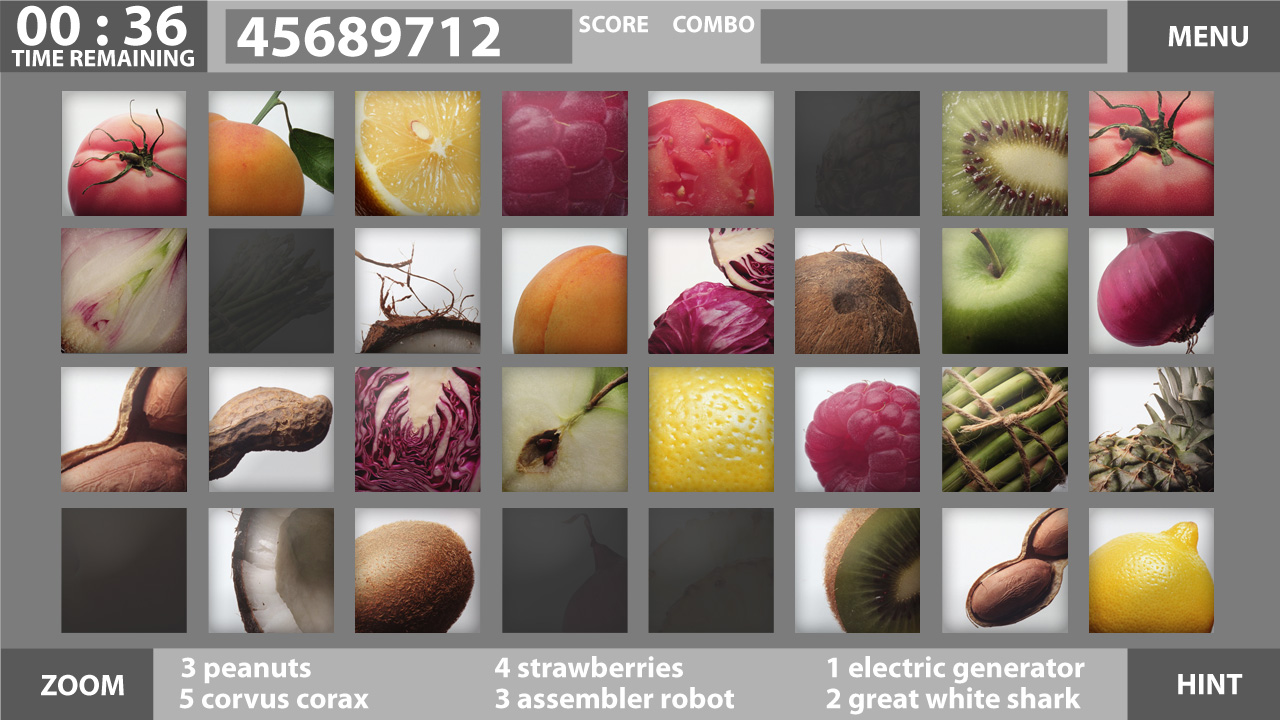 00 : 36
TIME REMAINING
45689712
SCORE
COMBO
MENU
ZOOM
3 peanuts
4 strawberries
1 electric generator
5 corvus corax
3 assembler robot
2 great white shark
HINT